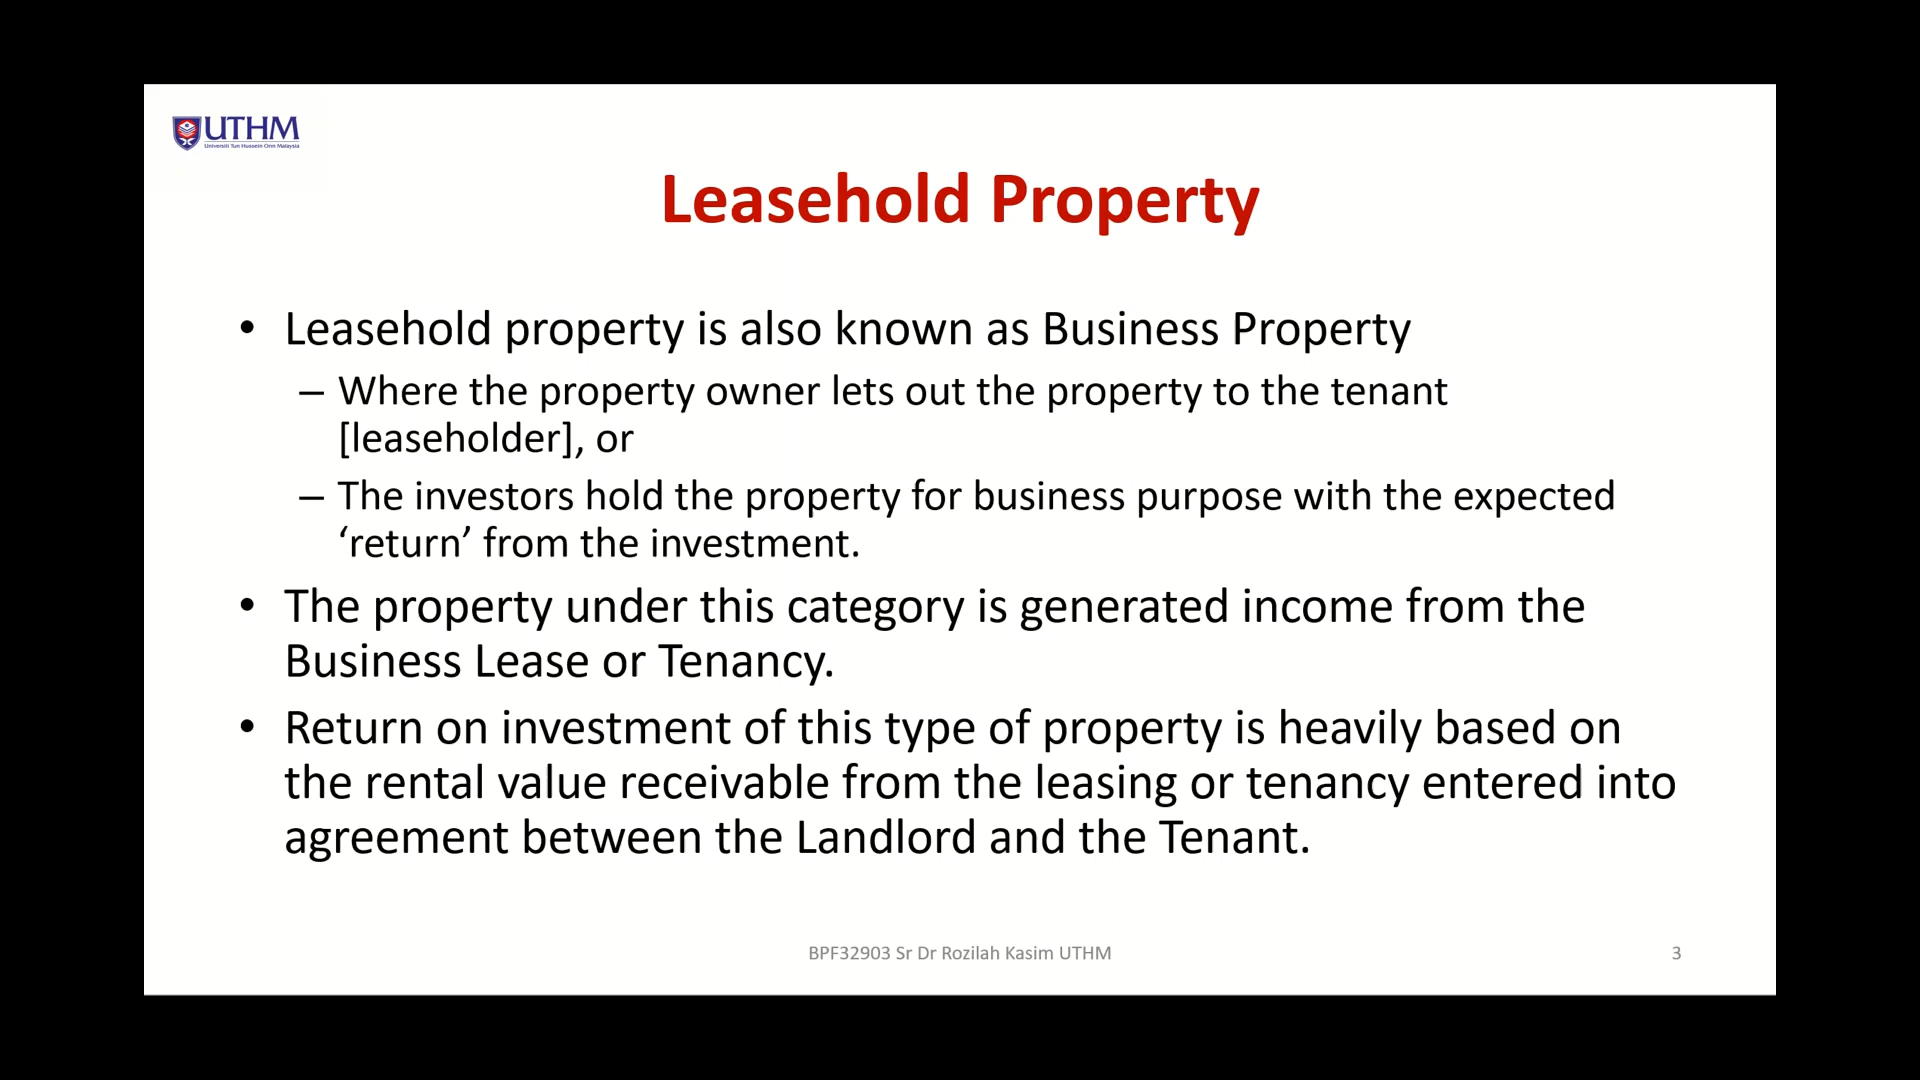 UTHM
Universiti Tun Hussein Onn Malaysia
Leasehold Property
• Leasehold property is also known as Business Property
– Where the property owner lets out the property to the tenant
[leaseholder], or
– The investors hold the property for business purpose with the expected
‘return’ from the investment.
• The property under this category is generated income from the
Business Lease or Tenancy.
• Return on investment of this type of property is heavily based on
the rental value receivable from the leasing or tenancy entered into
agreement between the Landlord and the Tenant.
BPF32903 Sr Dr Rozilah Kasim UTHM
3